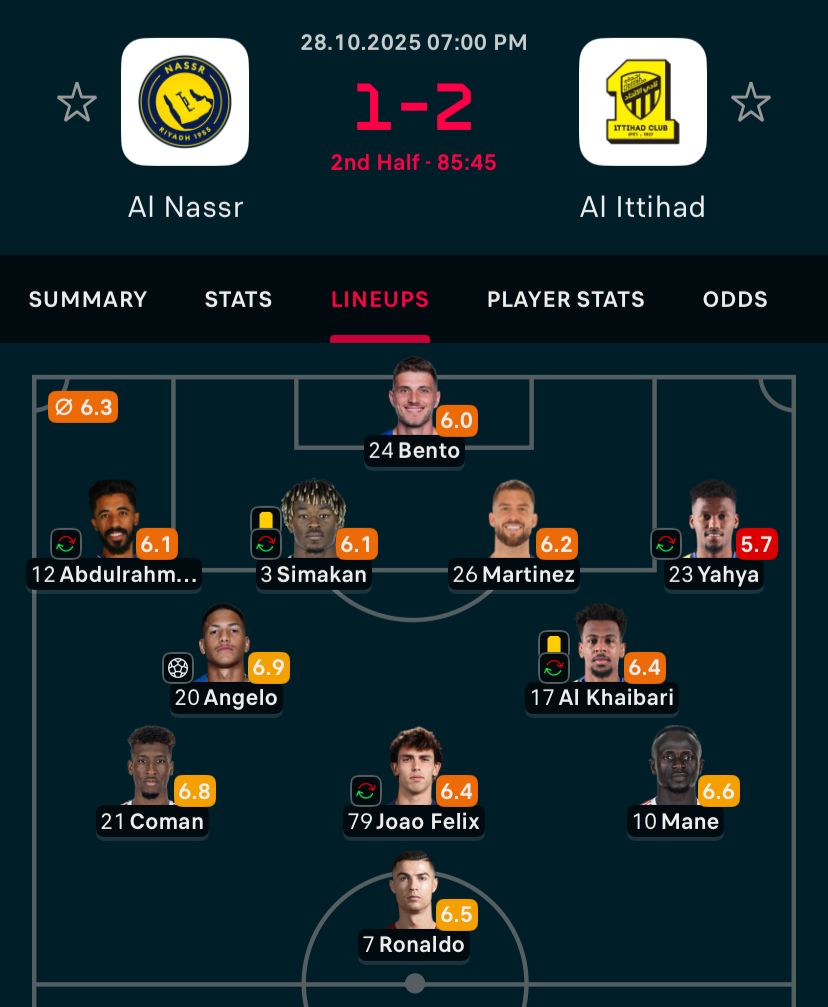 28.10.2025 07:00 PM
NASSR
RIYADH 1955
ITTIHAD CLUB
1-2
2nd Half - 85:45
Al Nassr
Al Ittihad
SUMMARY STATS LINEUPS PLAYER STATS ODDS
Ø 6.3
6.0
24 Bento
6.1 6.1 6.2 5.7
12 Abdulrahm... 3 Simakan 26 Martinez 23 Yahya
6.9 6.4
20 Angelo 17 Al Khaibari
6.8 6.4 6.6
21 Coman 79 Joao Felix 10 Mane
6.5
7 Ronaldo